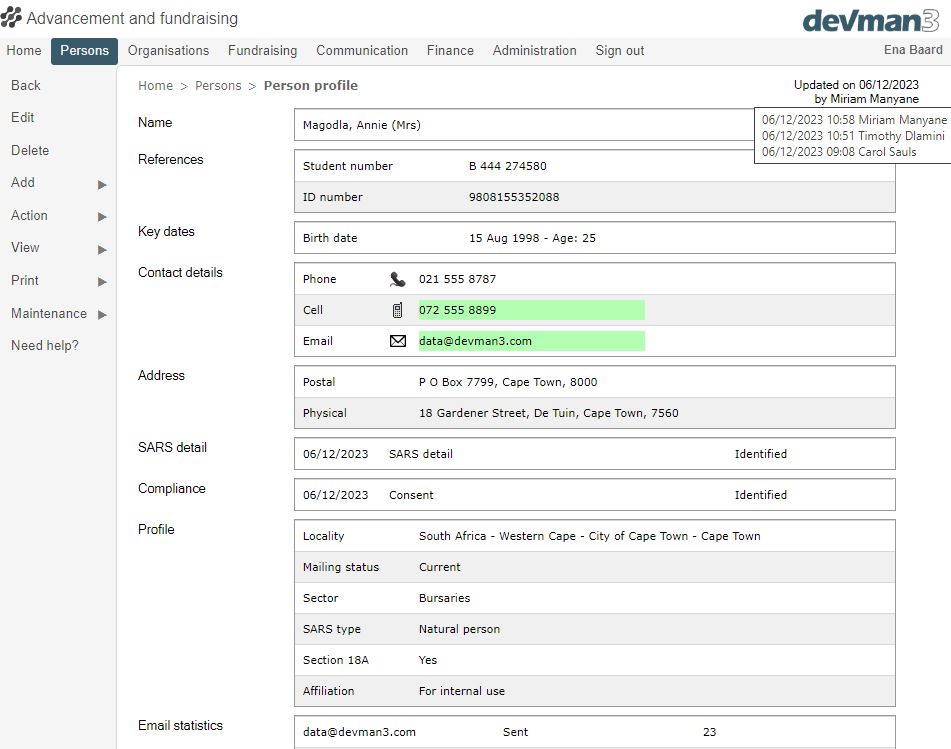 Advancement and fundraising
devman3
Home Persons Organisations Fundraising Communication Finance Administration Sign out Ena Baard
Back
Edit
Delete
Add
Action
View
Print
Maintenance
Need help?
Home > Persons > Person profile
Updated on 06/12/2023
by Miriam Manyane
06/12/2023 10:58 Miriam Manyane
06/12/2023 10:51 Timothy Dlamini
06/12/2023 09:08 Carol Sauls
Name Magodla, Annie (Mrs)
References Student number B 444 274580
ID number 9808155352088
Key dates Birth date 15 Aug 1998 - Age: 25
Contact details Phone 021 555 8787
Cell 072 555 8899
Email data@devman3.com
Address Postal P O Box 7799, Cape Town, 8000
Physical 18 Gardener Street, De Tuin, Cape Town, 7560
SARS detail 06/12/2023 SARS detail Identified
Compliance 06/12/2023 Consent Identified
Profile Locality South Africa - Western Cape - City of Cape Town - Cape Town
Mailing status Current
Sector Bursaries
SARS type Natural person
Section 18A Yes
Affiliation For internal use
Email statistics data@devman3.com Sent 23